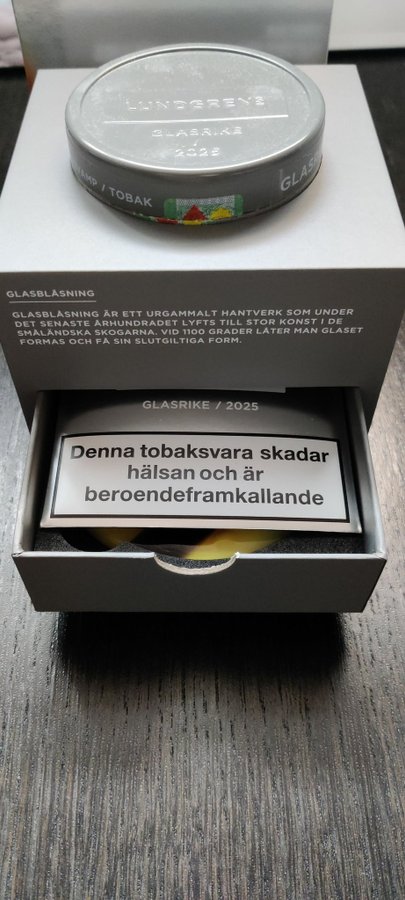 LUNDGRENS
GLASRIKE
/
2025
/ TOBAK
GLASBLÅSNING
GLASBLÅSNING ÄR ETT URGAMMALT HANTVERK SOM UNDER
DET SENASTE ÅRHUNDRADET LYFTS TILL STOR KONST I DE
SMÅLÄNDSKA SKOGARNA. VID 1100 GRADER LÅTER MAN GLASET
FORMAS OCH FÅ SIN SLUTGILTIGA FORM.
GLASRIKE / 2025
Denna tobaksvara skadar
hälsan och är
beroendeframkallande